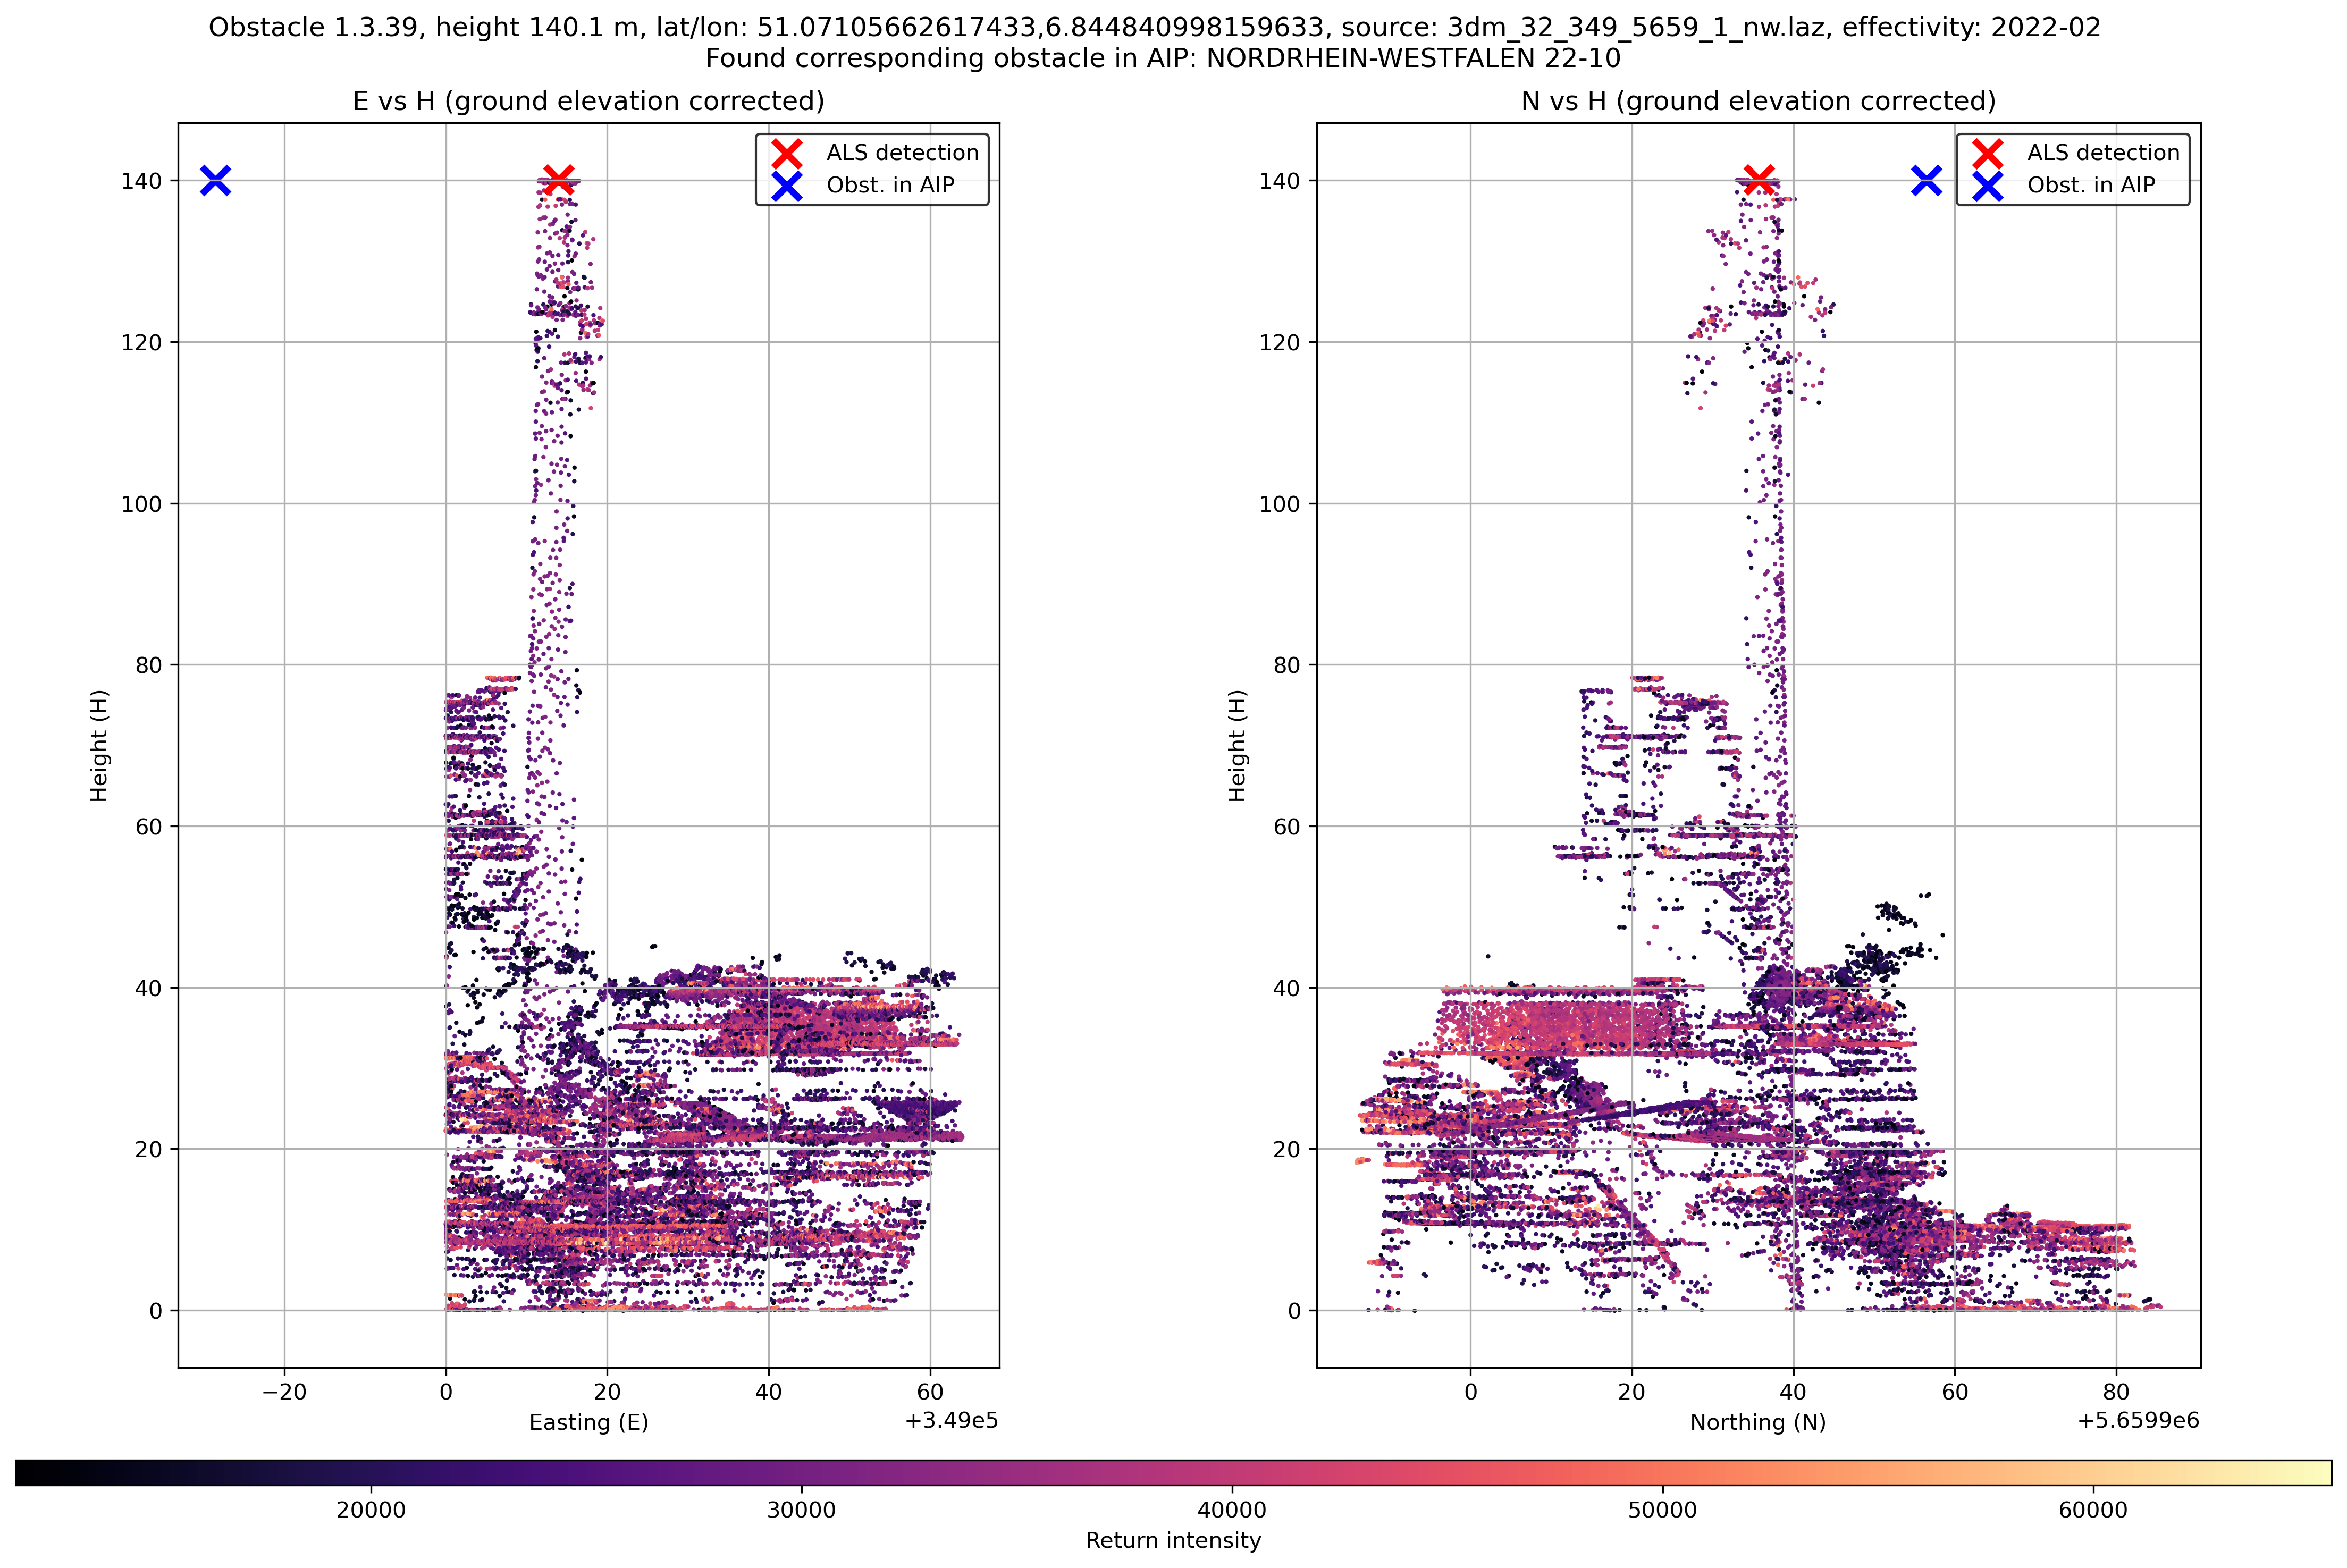 Obstacle 1.3.39, height 140.1 m, lat/lon: 51.07105662617433,6.844840998159633, source: 3dm_32_349_5659_1_nw.laz, effectivity: 2022-02
Found corresponding obstacle in AIP: NORDRHEIN-WESTFALEN 22-10
E vs H (ground elevation corrected)
ALS detection
Obst. in AIP
140
120
100
80
60
40
20
0
Height (H)
−20
0
20
40
60
Easting (E)
+3.49e5
N vs H (ground elevation corrected)
ALS detection
Obst. in AIP
140
120
100
80
60
40
20
0
Height (H)
0
20
40
60
80
Northing (N)
+5.6599e6
20000
30000
40000
50000
60000
Return intensity